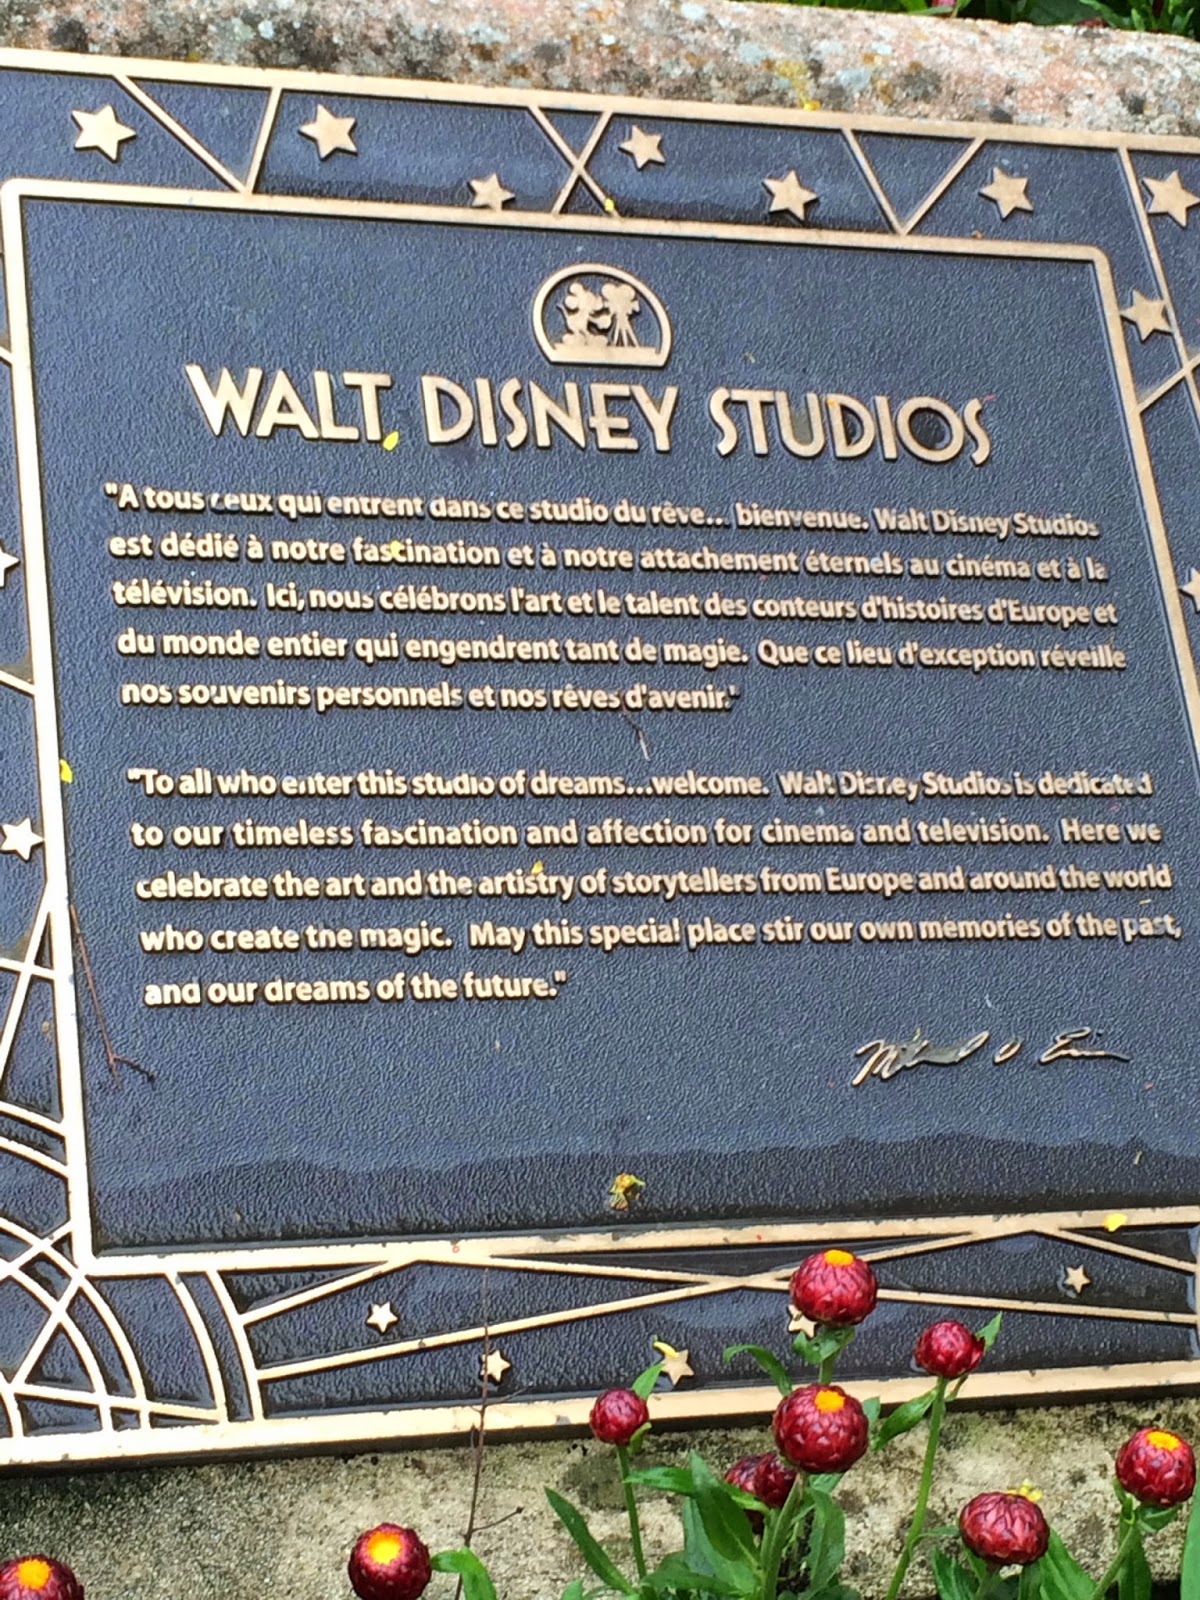 WALT DISNEY STUDIOS
"A tous ceux qui entrent dans ce studio du rêve... bienvenue. Walt Disney Studios
est dédié à notre fascination et à notre attachement éternels au cinéma et à la
télévision. Ici, nous célébrons l'art et le talent des conteurs d'histoires d'Europe et
du monde entier qui engendrent tant de magie. Que ce lieu d'exception réveille
nos souvenirs personnels et nos rêves d'avenir."
"To all who enter this studio of dreams...welcome. Walt Disney Studios is dedicated
to our timeless fascination and affection for cinema and television. Here we
celebrate the art and the artistry of storytellers from Europe and around the world
who create the magic. May this special place stir our own memories of the past,
and our dreams of the future."